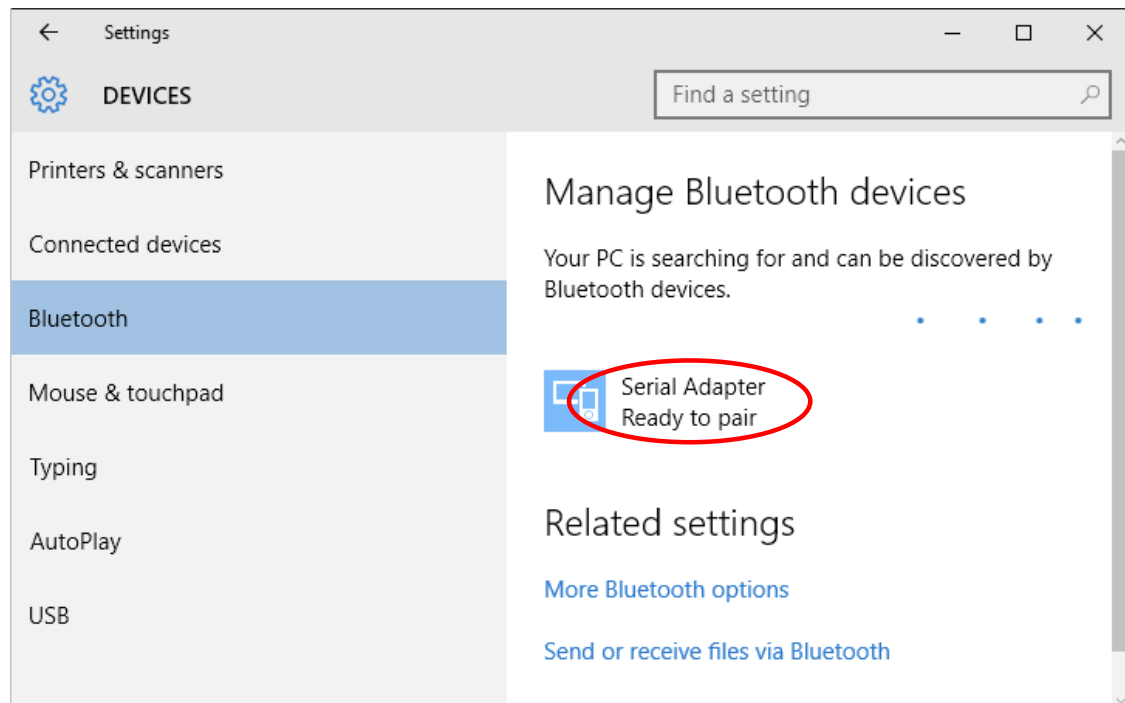 Settings
DEVICES
Find a setting
Printers & scanners
Connected devices
Bluetooth
Mouse & touchpad
Typing
AutoPlay
USB
Manage Bluetooth devices
Your PC is searching for and can be discovered by
Bluetooth devices.
Serial Adapter
Ready to pair
Related settings
More Bluetooth options
Send or receive files via Bluetooth